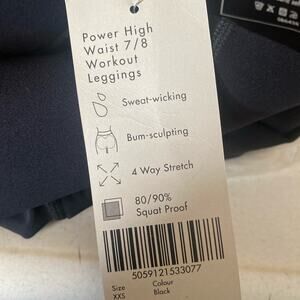 Power High
Waist 7/8
Workout
Leggings
Sweat-wicking
Bum-sculpting
4 Way Stretch
80/90%
Squat Proof
5059121533077
Size
XXS
Colour
Black